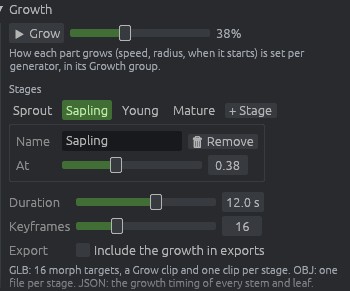 Growth
Grow 38%
How each part grows (speed, radius, when it starts) is set per
generator, in its Growth group.
Stages
Sprout Sapling Young Mature + Stage
Name Sapling Remove
At 0.38
Duration 12.0 s
Keyframes 16
Export Include the growth in exports
GLB: 16 morph targets, a Grow clip and one clip per stage. OBJ: one
file per stage. JSON: the growth timing of every stem and leaf.